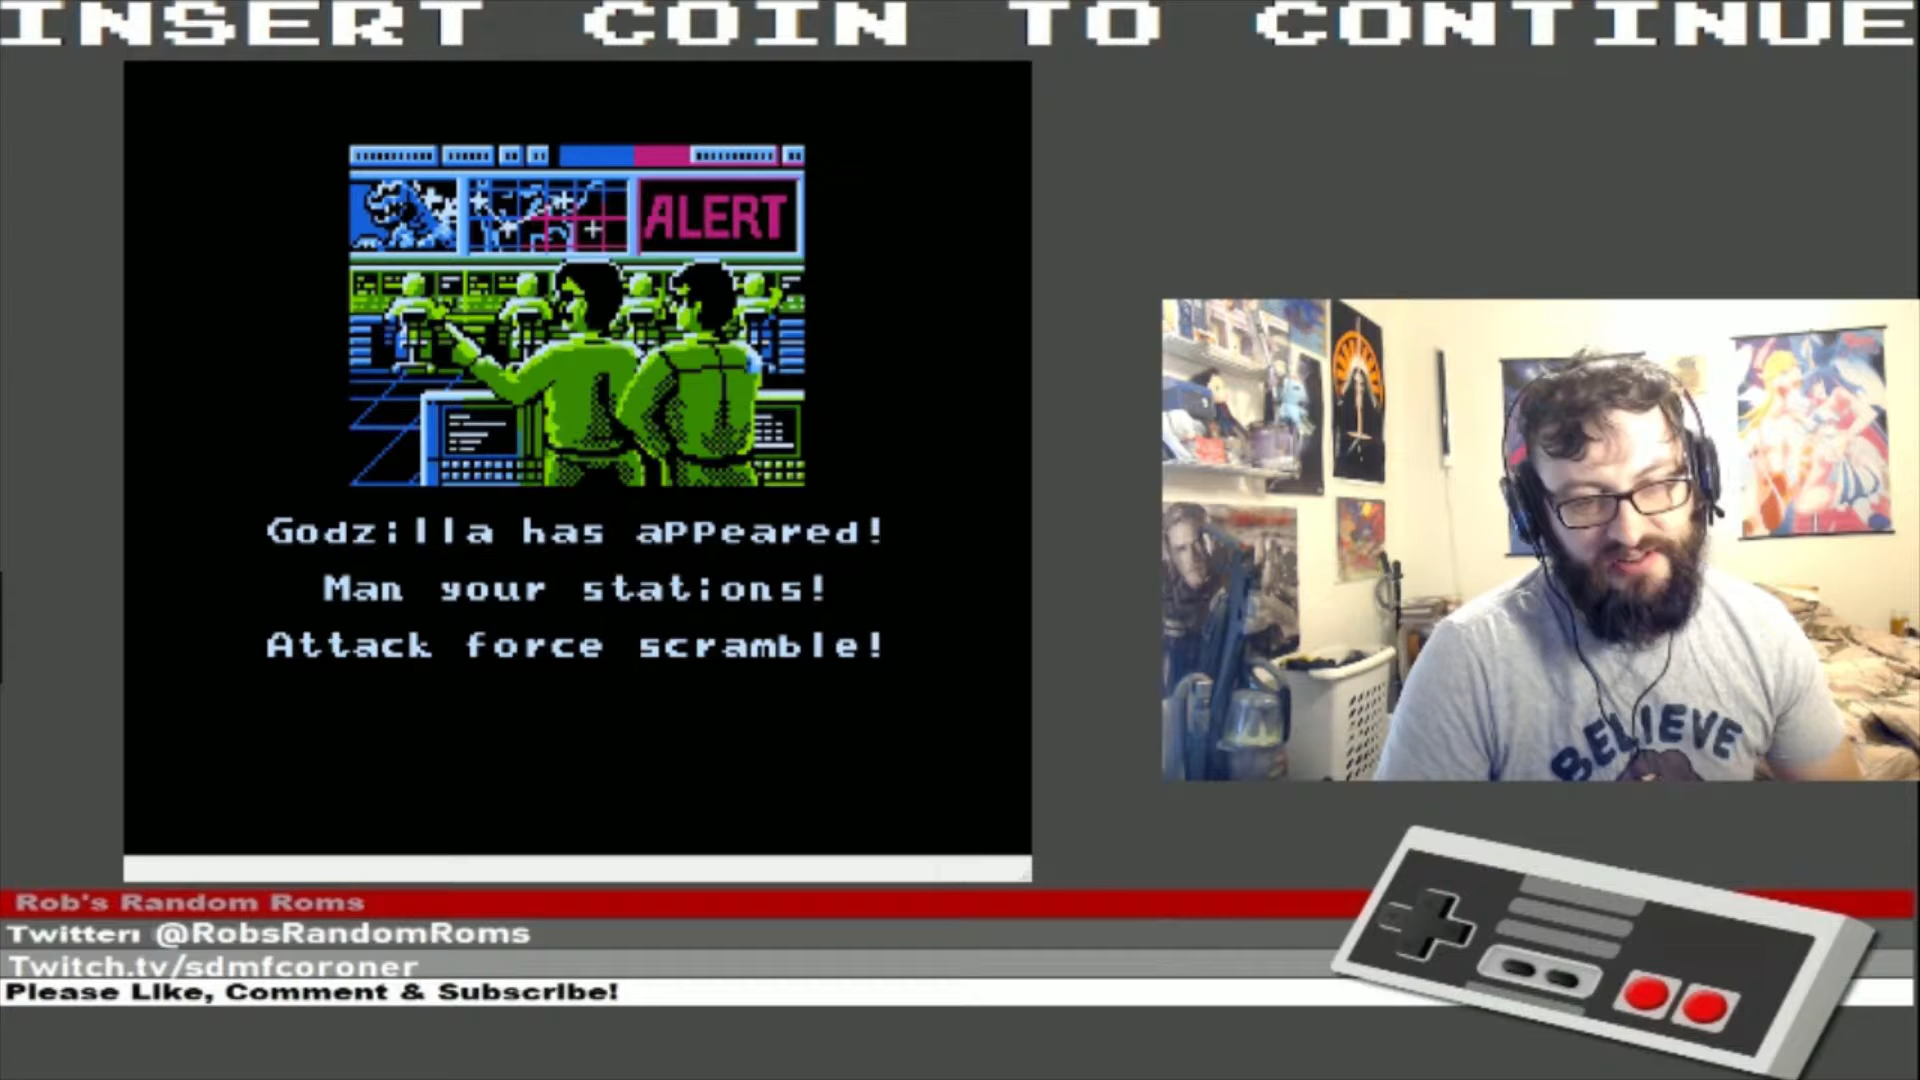 INSERT COIN TO CONTINUE
ALERT
Godzilla has appeared!
Man your stations!
Attack force scramble!
BELIEVE
Rob's Random Roms
Twitter: @RobsRandomRoms
Twitch.tv/sdmfcoroner
Please Like, Comment & Subscribe!